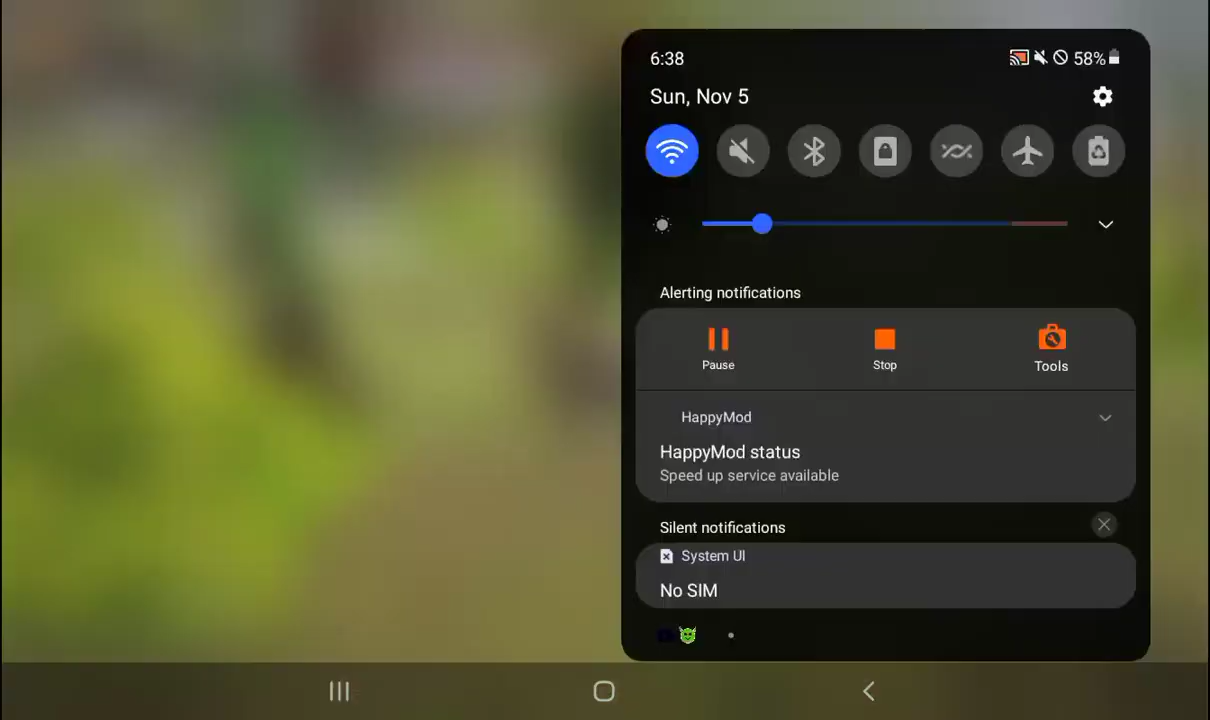 6:38
58%
Sun, Nov 5
Alerting notifications
Pause
Stop
Tools
HappyMod
HappyMod status
Speed up service available
Silent notifications
System UI
No SIM